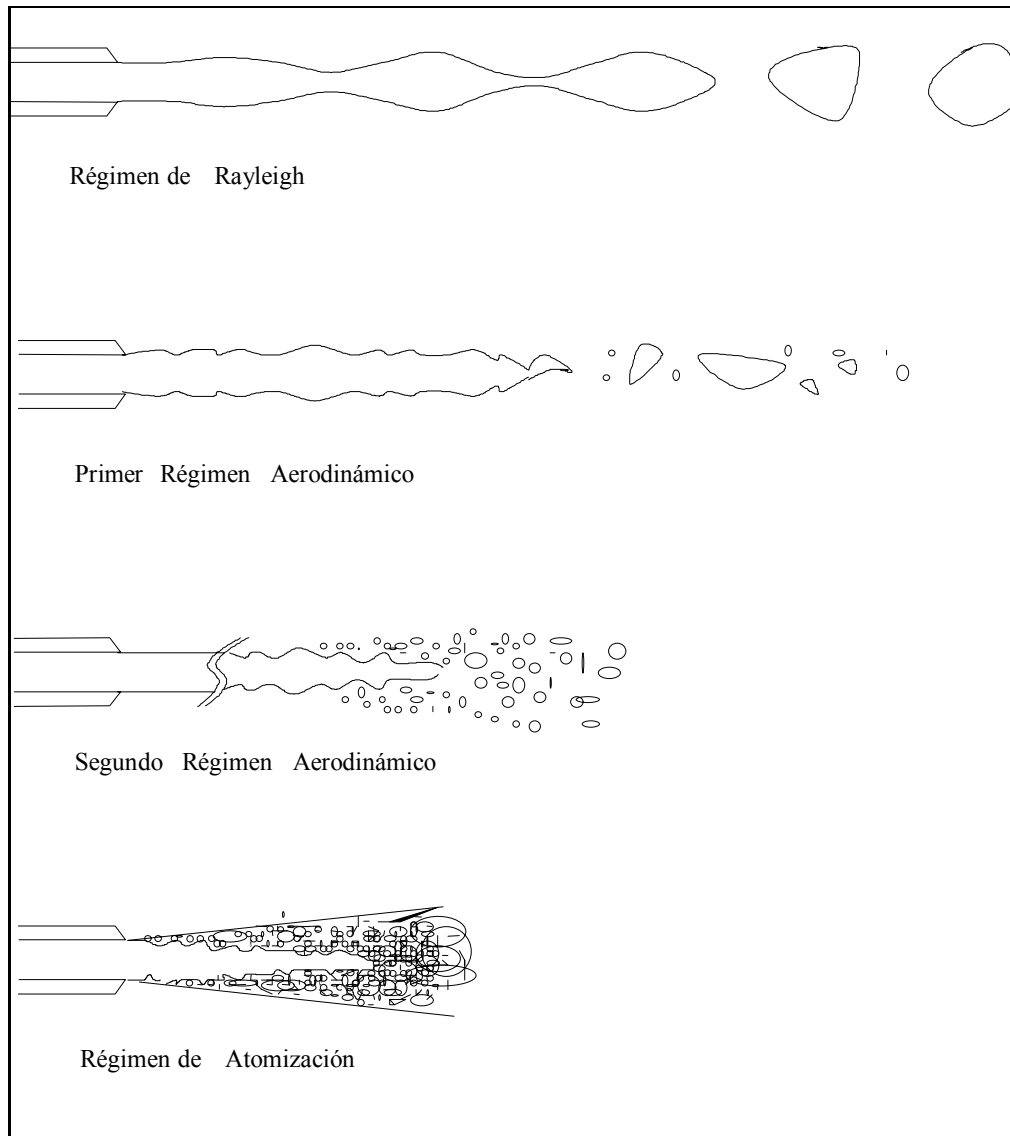 Régimen de Rayleigh
Primer Régimen Aerodinámico
Segundo Régimen Aerodinámico
Régimen de Atomización